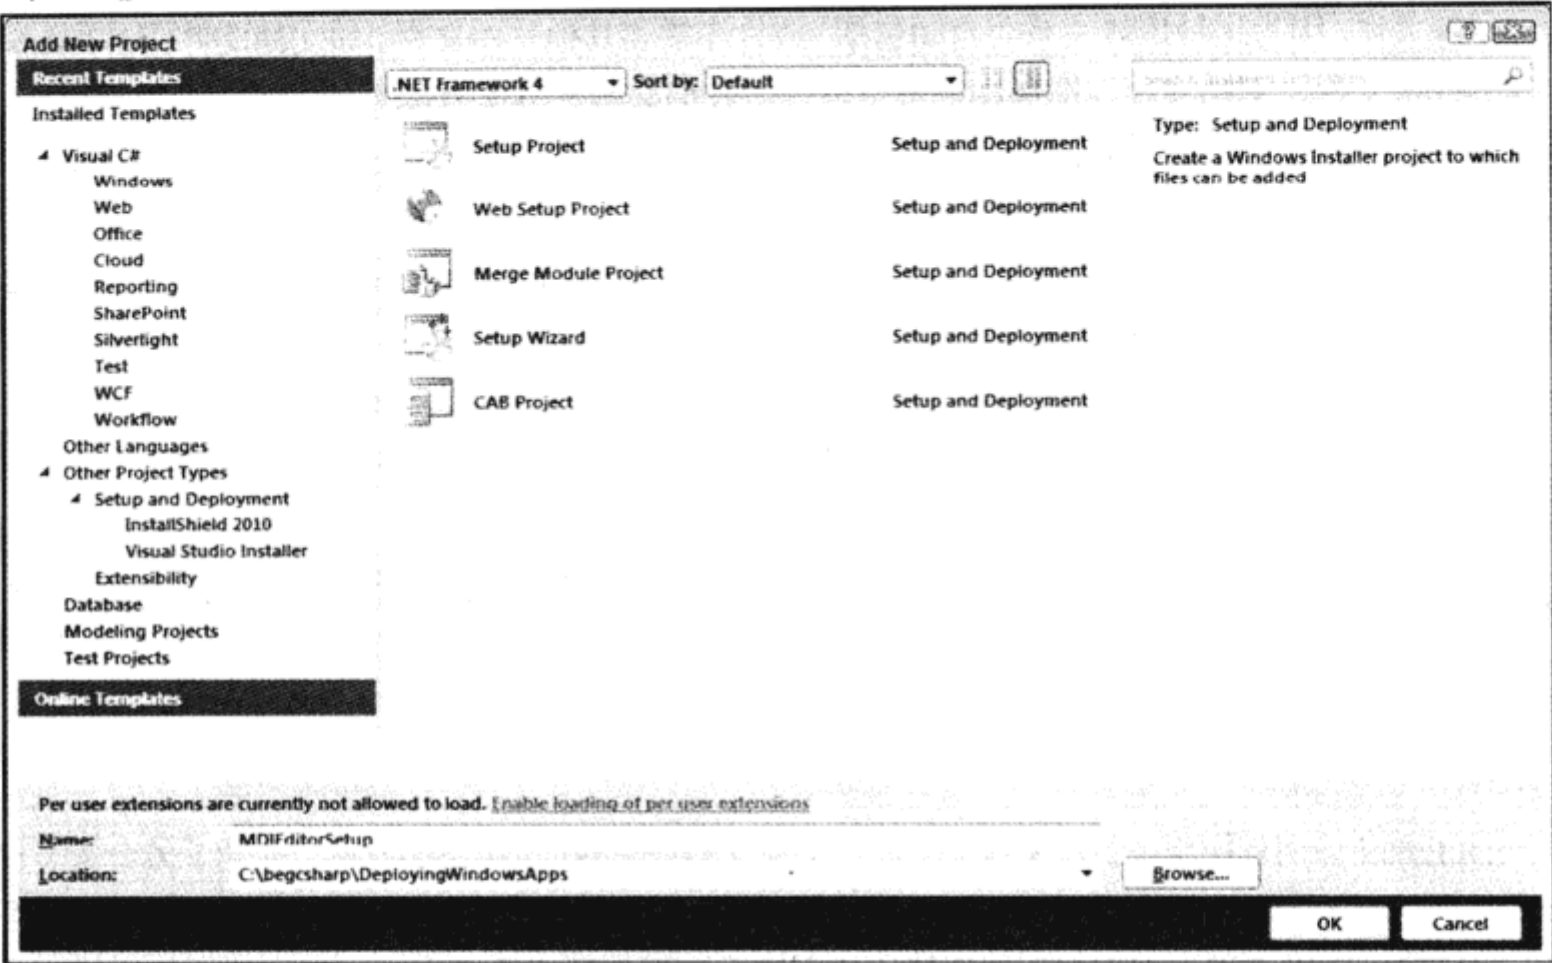 Add New Project
Recent Templates
.NET Framework 4 Sort by: Default
Search Installed Templates
Installed Templates
Visual C#
Windows
Web
Office
Cloud
Reporting
SharePoint
Silverlight
Test
WCF
Workflow
Other Languages
Other Project Types
Setup and Deployment
InstallShield 2010
Visual Studio Installer
Extensibility
Database
Modeling Projects
Test Projects
Online Templates
Setup Project Setup and Deployment
Web Setup Project Setup and Deployment
Merge Module Project Setup and Deployment
Setup Wizard Setup and Deployment
CAB Project Setup and Deployment
Type: Setup and Deployment
Create a Windows Installer project to which
files can be added
Per user extensions are currently not allowed to load. Enable loading of per user extensions
Name: MDIEditorSetup
Location: C:\begcsharp\DeployingWindowsApps Browse...
OK Cancel